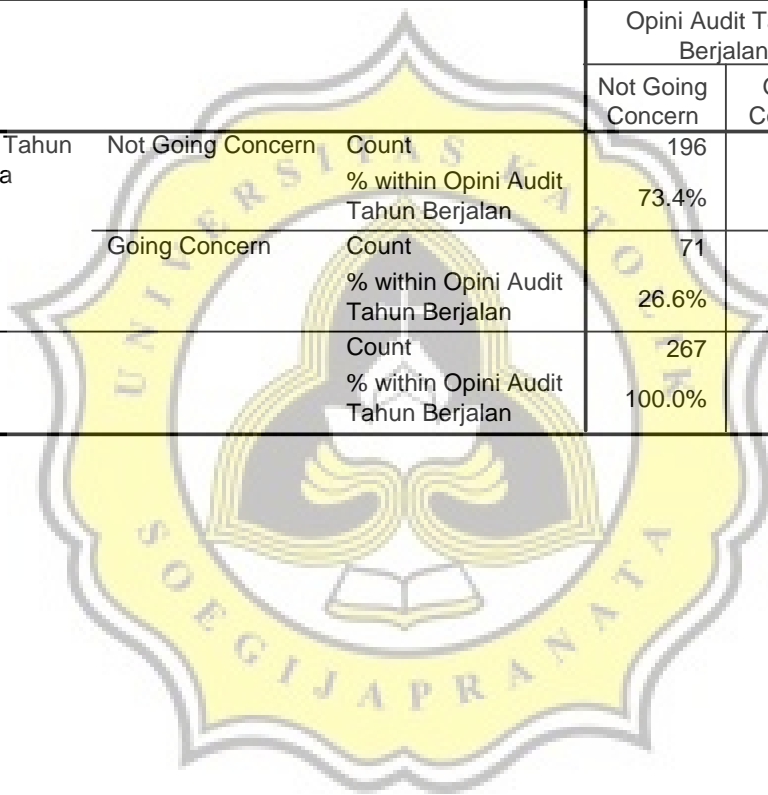 Opini Audit
Berjalan
Not Going
Concern
Tahun Not Going Concern Count 196
% within Opini Audit
Tahun Berjalan 73.4%
Going Concern Count 71
% within Opini Audit
Tahun Berjalan 26.6%
Count 267
% within Opini Audit
Tahun Berjalan 100.0%
UNIVERSITAS KATOLIK
SOEGIJAPRANATA